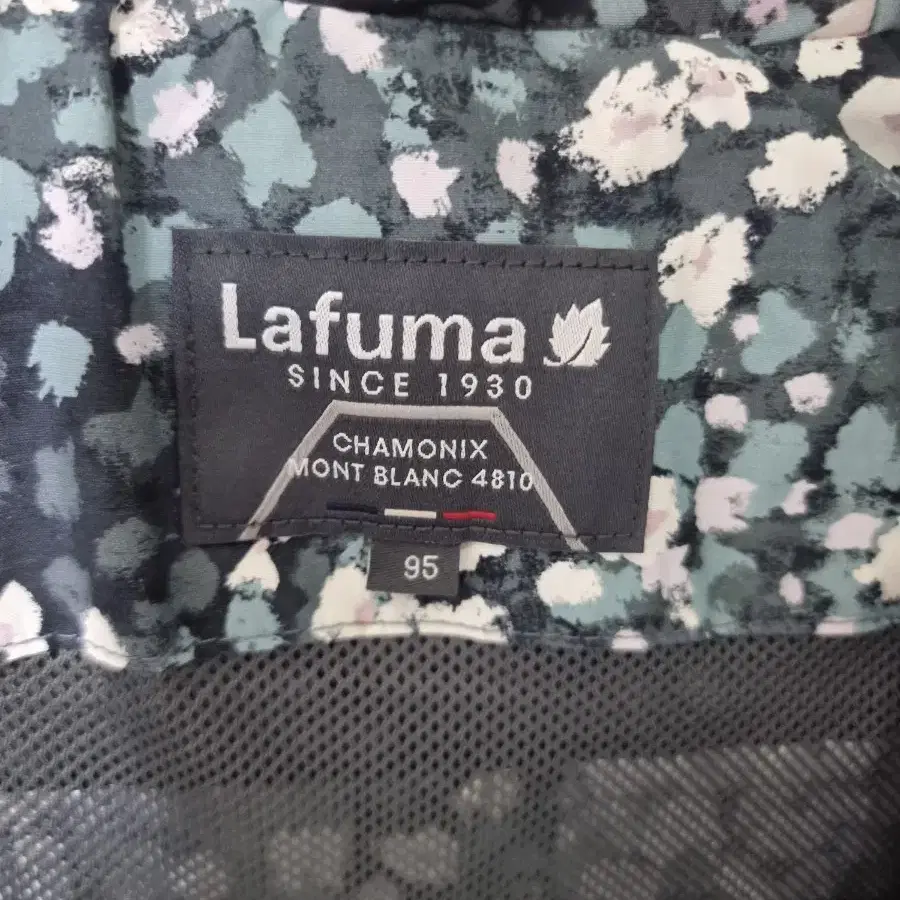 Lafuma
SINCE 1930
CHAMONIX
MONT BLANC 4810
95